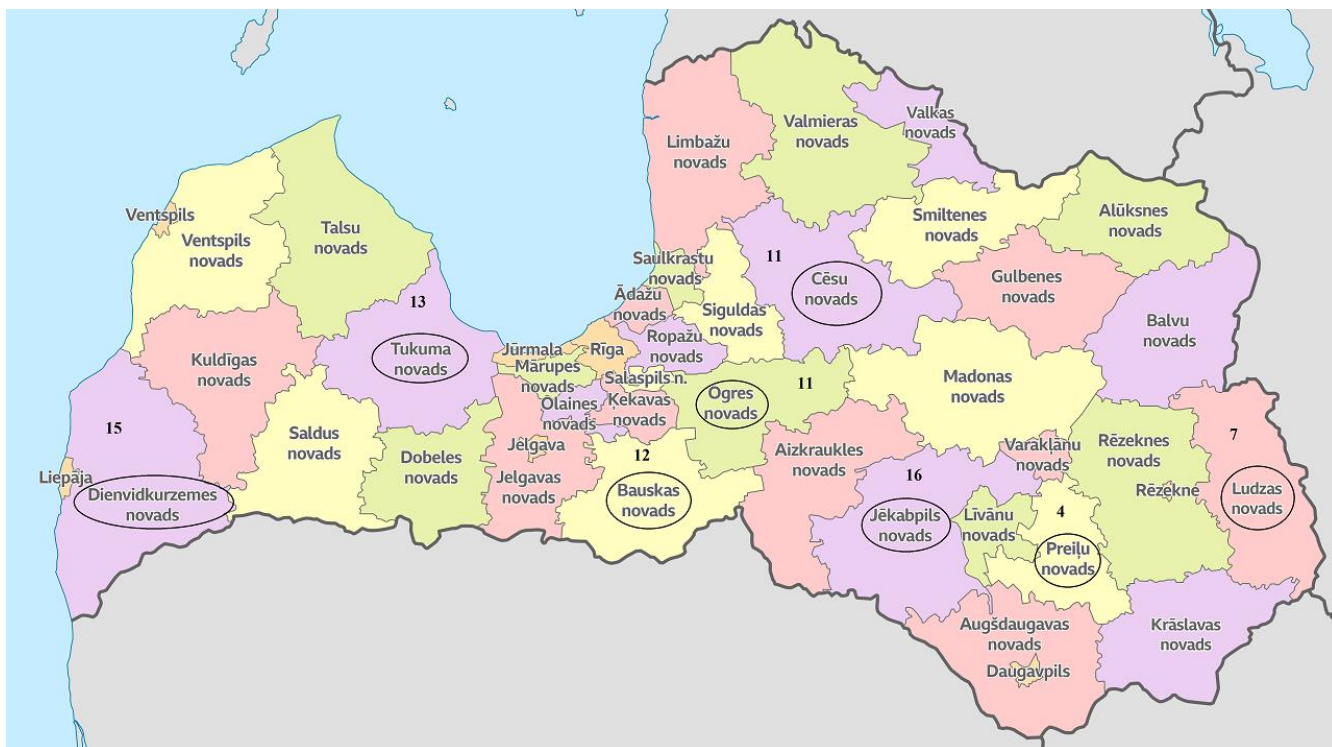 Limbažu
novads
Valmieras
novads
Valkas
novads
Ventspils
Ventspils
novads
Talsu
novads
Smiltenes
novads
Alūksnes
novads
Saulkrastu
novads
11
Cēsu
novads
Gulbenes
novads
Ādažu
novads
Siguldas
novads
Balvu
novads
13
Tukuma
novads
Kuldīgas
novads
Jūrmala
Rīga
Ropažu
novads
Mārupes
novads
Salaspils n.
Madonas
novads
Ogres
novads
11
Olaines
novads
Ķekavas
novads
15
Saldus
novads
Dobeles
novads
Jelgava
Jelgavas
novads
12
Bauskas
novads
Aizkraukles
novads
Varakļānu
novads
Rēzeknes
novads
7
Ludzas
novads
Liepāja
Dienvidkurzemes
novads
16
Jēkabpils
novads
Līvānu
novads
4
Preiļu
novads
Rēzekne
Augšdaugavas
novads
Daugavpils
Krāslavas
novads